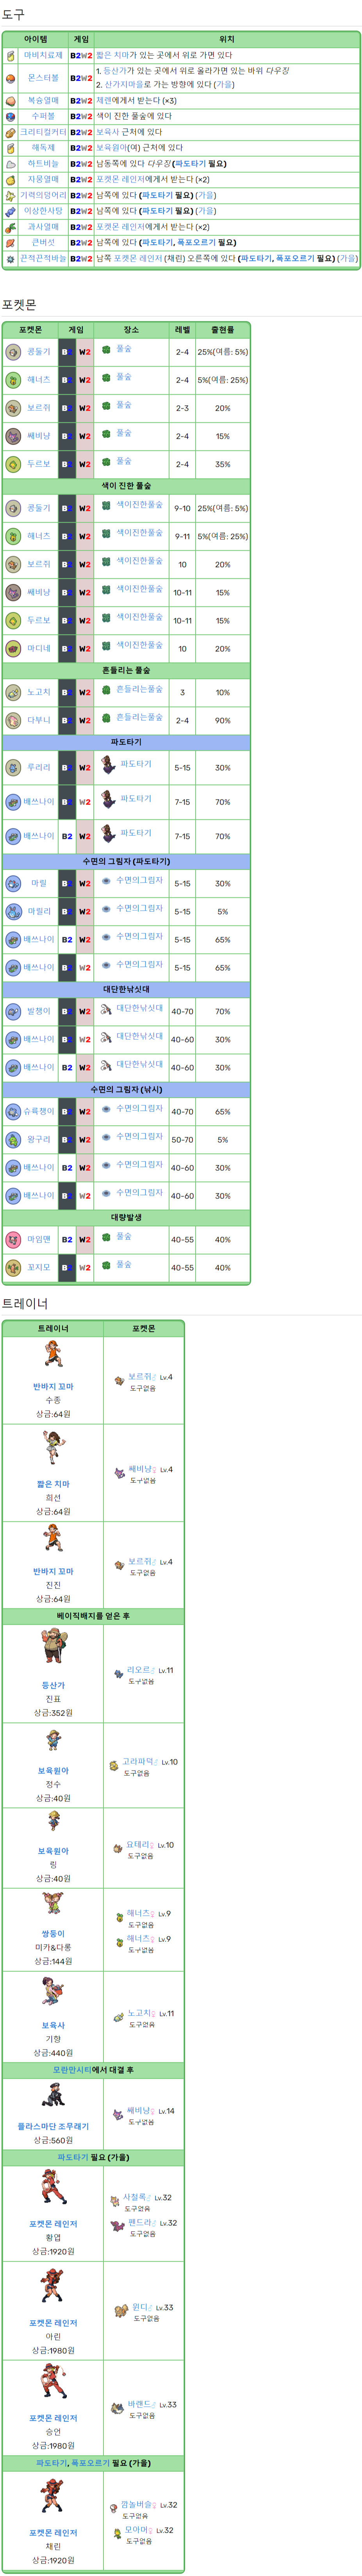 도구
아이템 게임 위치
마비치료제 B2W2 짧은 치마가 있는 곳에서 위로 가면 있다
몬스터볼 B2W2 1. 등산가가 있는 곳에서 위로 올라가면 있는 바위 다우징
2. 산가지마을로 가는 방향에 있다 (가을)
복슝열매 B2W2 체렌에게서 받는다 (×3)
수퍼볼 B2W2 색이 진한 풀숲에 있다
크리티컬커터 B2W2 보육사 근처에 있다
해독제 B2W2 보육원아(여) 근처에 있다
하트비늘 B2W2 남동쪽에 있다 다우징 (파도타기 필요)
자뭉열매 B2W2 포켓몬 레인저에게서 받는다 (×2)
기력의덩어리 B2W2 남쪽에 있다 (파도타기 필요) (가을)
이상한사탕 B2W2 남쪽에 있다 (파도타기 필요) (가을)
과사열매 B2W2 포켓몬 레인저에게서 받는다 (×2)
큰버섯 B2W2 남쪽에 있다 (파도타기, 폭포오르기 필요)
끈적끈적바늘 B2W2 남쪽 포켓몬 레인저 (채린) 오른쪽에 있다 (파도타기, 폭포오르기 필요) (가을)
포켓몬
포켓몬 게임 장소 레벨 출현율
콩둘기 B2 W2 풀숲 2-4 25%(여름: 5%)
해너츠 B2 W2 풀숲 2-4 5%(여름: 25%)
보르쥐 B2 W2 풀숲 2-3 20%
쌔비냥 B2 W2 풀숲 2-4 15%
두르보 B2 W2 풀숲 2-4 35%
색이 진한 풀숲
콩둘기 B2 W2 색이진한풀숲 9-10 25%(여름: 5%)
해너츠 B2 W2 색이진한풀숲 9-11 5%(여름: 25%)
보르쥐 B2 W2 색이진한풀숲 10 20%
쌔비냥 B2 W2 색이진한풀숲 10-11 15%
두르보 B2 W2 색이진한풀숲 10-11 15%
마디네 B2 W2 색이진한풀숲 10 20%
흔들리는 풀숲
노고치 B2 W2 흔들리는풀숲 3 10%
다부니 B2 W2 흔들리는풀숲 2-4 90%
파도타기
루리리 B2 W2 파도타기 5-15 30%
배쓰나이 B2 W2 파도타기 7-15 70%
배쓰나이 B2 W2 파도타기 7-15 70%
수면의 그림자 (파도타기)
마릴 B2 W2 수면의그림자 5-15 30%
마릴리 B2 W2 수면의그림자 5-15 5%
배쓰나이 B2 W2 수면의그림자 5-15 65%
배쓰나이 B2 W2 수면의그림자 5-15 65%
대단한낚싯대
발챙이 B2 W2 대단한낚싯대 40-70 70%
배쓰나이 B2 W2 대단한낚싯대 40-60 30%
배쓰나이 B2 W2 대단한낚싯대 40-60 30%
수면의 그림자 (낚시)
슈륙챙이 B2 W2 수면의그림자 40-70 65%
왕구리 B2 W2 수면의그림자 50-70 5%
배쓰나이 B2 W2 수면의그림자 40-60 30%
배쓰나이 B2 W2 수면의그림자 40-60 30%
대량발생
마임맨 B2 W2 풀숲 40-55 40%
꼬지모 B2 W2 풀숲 40-55 40%
트레이너
트레이너 포켓몬
반바지 꼬마
수종
상금:64원
보르쥐♂ Lv.4
도구없음
짧은 치마
희선
상금:64원
쌔비냥♀ Lv.4
도구없음
반바지 꼬마
진진
상금:64원
보르쥐♂ Lv.4
도구없음
베이직배지를 얻은 후
등산가
진표
상금:352원
리오르♂ Lv.11
도구없음
보육원아
정수
상금:40원
고라파덕♂ Lv.10
도구없음
보육원아
링
상금:40원
요테리♀ Lv.10
도구없음
쌍둥이
미카&다롱
상금:144원
해너츠♀ Lv.9
도구없음
해너츠♀ Lv.9
도구없음
보육사
기향
상금:440원
노고치♀ Lv.11
도구없음
모란만시티에서 대결 후
플라스마단 조무래기
상금:560원
쌔비냥♀ Lv.14
도구없음
파도타기 필요 (가을)
포켓몬 레인저
황엽
상금:1920원
사철록♂ Lv.32
도구없음
펜드라♂ Lv.32
도구없음
포켓몬 레인저
아린
상금:1980원
윈디♂ Lv.33
도구없음
포켓몬 레인저
승언
상금:1980원
바랜드♂ Lv.33
도구없음
파도타기, 폭포오르기 필요 (가을)
포켓몬 레인저
채린
상금:1920원
깜놀버슬♀ Lv.32
도구없음
모아머♀ Lv.32
도구없음